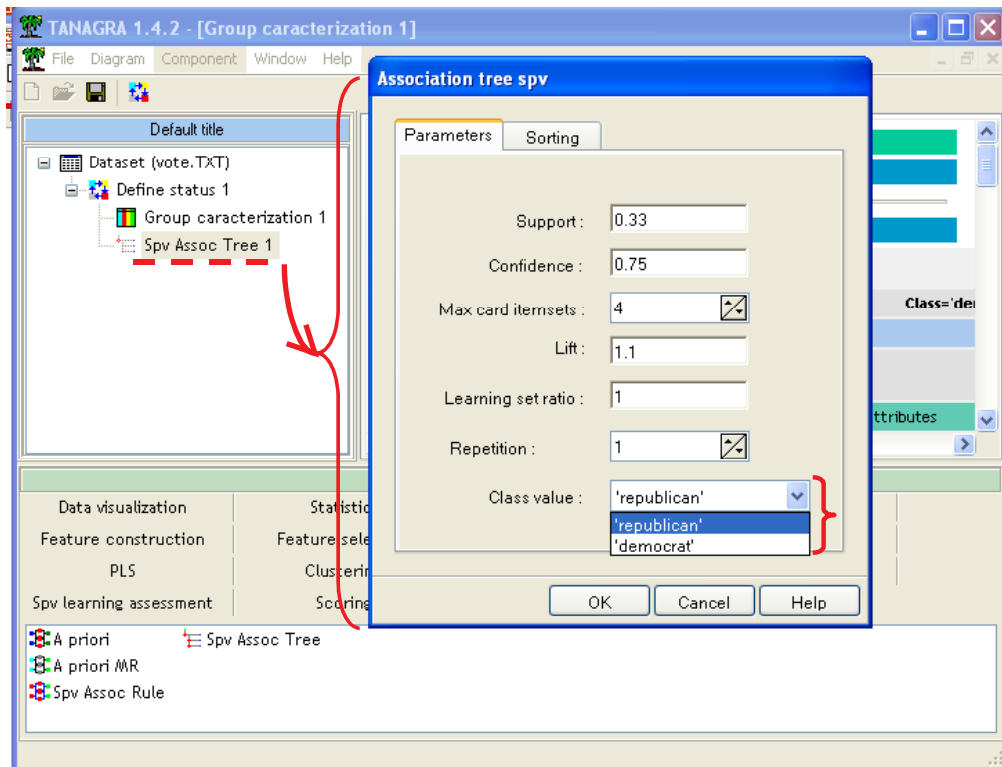 TANAGRA 1.4.2 - [Group caracterization 1]
File Diagram Component Window Help
Default title
Dataset (vote.TXT)
Define status 1
Group caracterization 1
Spv Assoc Tree 1
Association tree spv
Parameters Sorting
Support : 0.33
Confidence : 0.75
Max card itemsets : 4
Lift : 1.1
Learning set ratio : 1
Repetition : 1
Class value : 'republican'
'republican'
'democrat'
OK Cancel Help
Class='de
ttributes
Data visualization Statistic
Feature construction Feature sele
PLS Clusterin
Spv learning assessment Scoring
A priori Spv Assoc Tree
A priori MR
Spv Assoc Rule